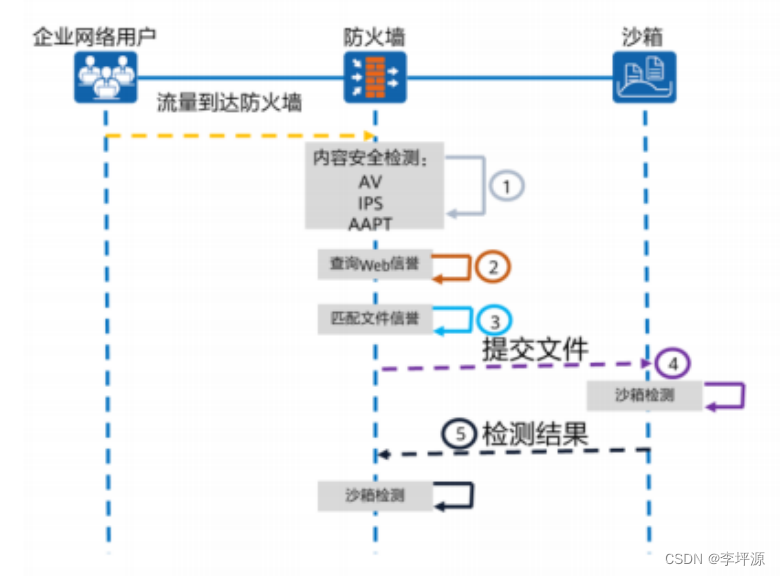 企业网络用户
防火墙
沙箱
流量到达防火墙
内容安全检测：
AV
IPS
AAPT
1
查询Web信誉
2
匹配文件信誉
3
提交文件
4
沙箱检测
5 检测结果
沙箱检测
CSDN @李坪源